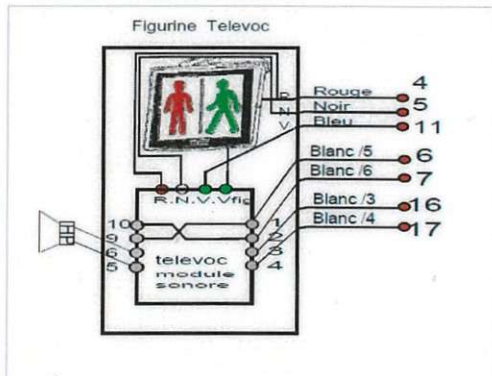 Figurine Televoc
R Rouge 4
N Noir 5
V Bleu 11
Blanc /5 6
Blanc /6 7
Blanc /3 16
Blanc /4 17
R.N.V.Vfig
10 1
9 2
6 3
5 4
televoc
module
sonore